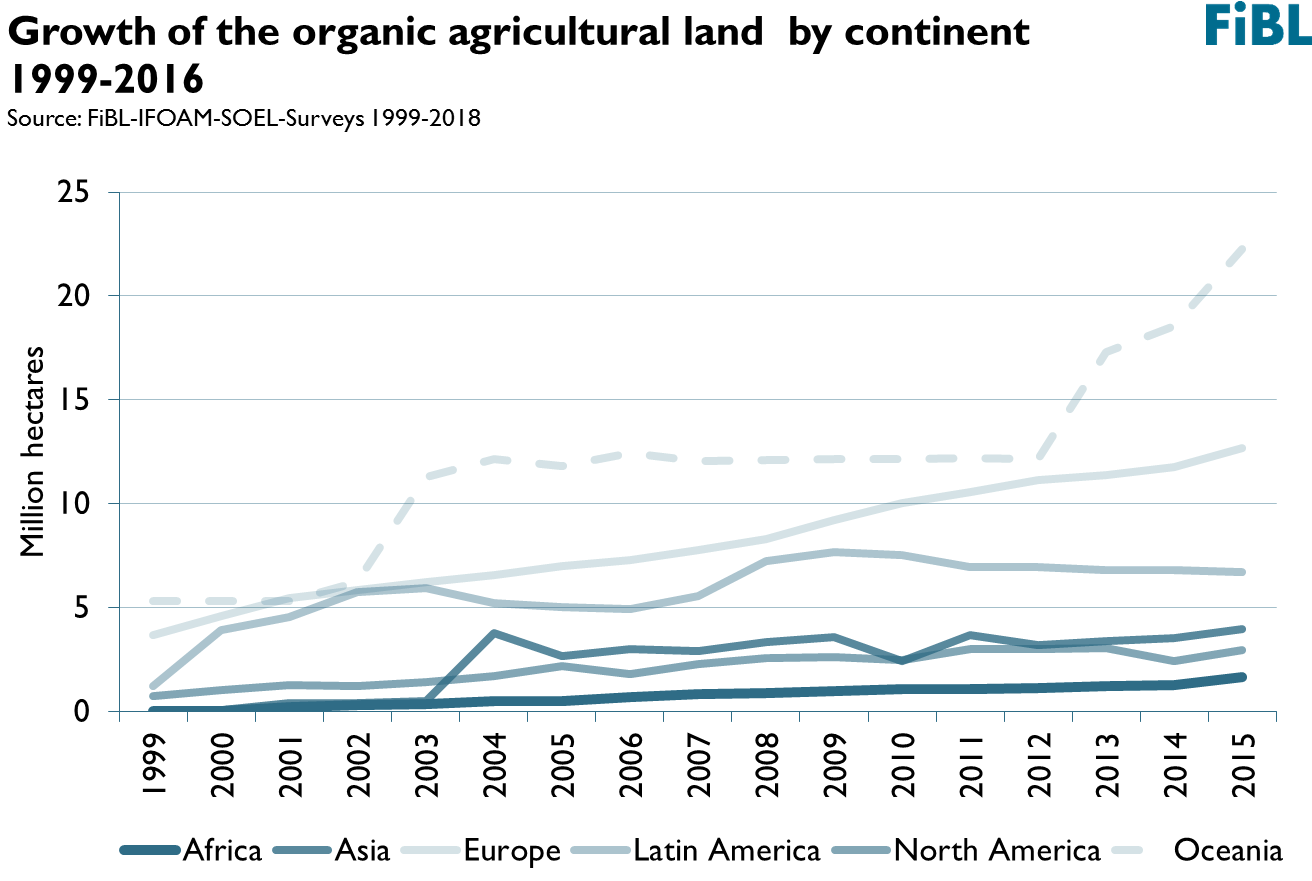 Growth of the organic agricultural land by continent
1999-2016
FiBL
Source: FiBL-IFOAM-SOEL-Surveys 1999-2018
Million hectares
25
20
15
10
5
0
1999 2000 2001 2002 2003 2004 2005 2006 2007 2008 2009 2010 2011 2012 2013 2014 2015
Africa Asia Europe Latin America North America Oceania